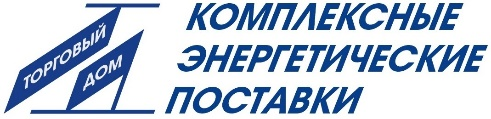 ТОРГОВЫЙ
ДОМ
КОМПЛЕКСНЫЕ
ЭНЕРГЕТИЧЕСКИЕ
ПОСТАВКИ